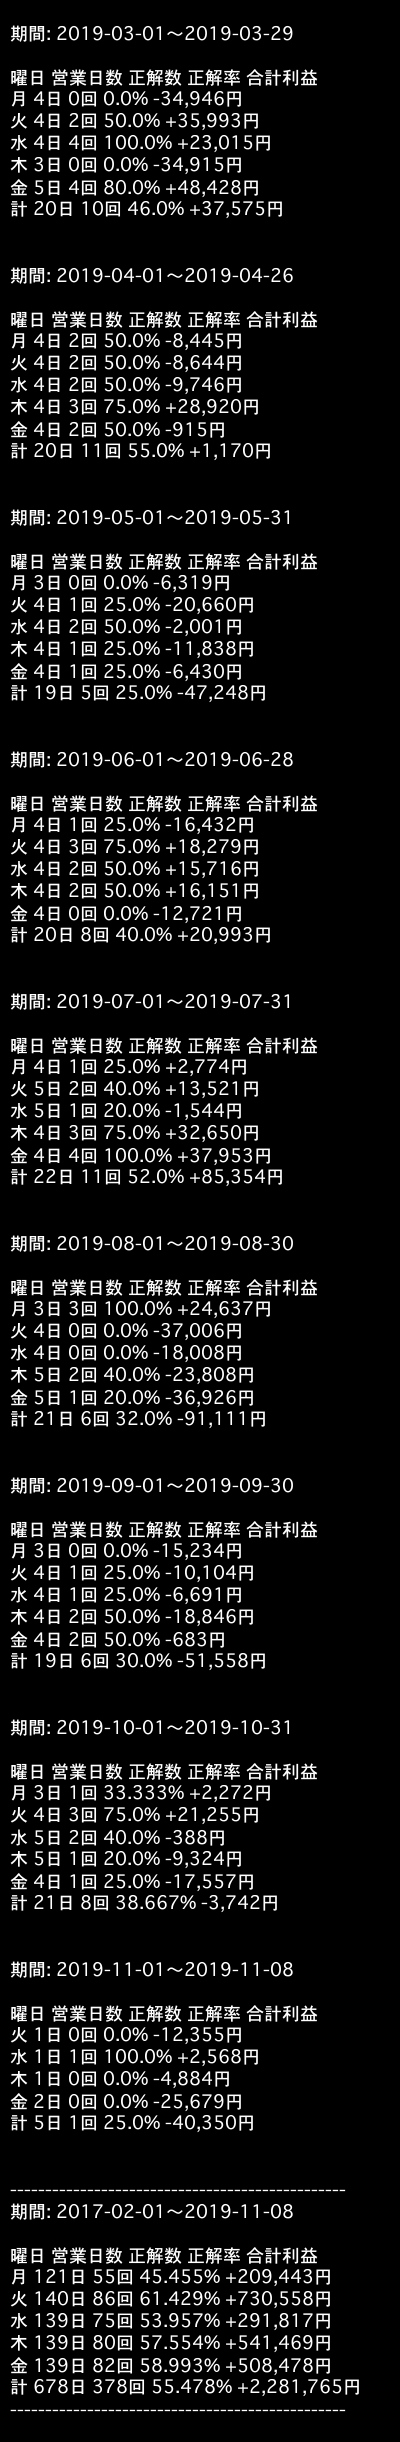 期間: 2019-03-01～2019-03-29
曜日 営業日数 正解数 正解率 合計利益
月 4日 0回 0.0% -34,946円
火 4日 2回 50.0% +35,993円
水 4日 4回 100.0% +23,015円
木 3日 0回 0.0% -34,915円
金 5日 4回 80.0% +48,428円
計 20日 10回 46.0% +37,575円
期間: 2019-04-01～2019-04-26
曜日 営業日数 正解数 正解率 合計利益
月 4日 2回 50.0% -8,445円
火 4日 2回 50.0% -8,644円
水 4日 2回 50.0% -9,746円
木 4日 3回 75.0% +28,920円
金 4日 2回 50.0% -915円
計 20日 11回 55.0% +1,170円
期間: 2019-05-01～2019-05-31
曜日 営業日数 正解数 正解率 合計利益
月 3日 0回 0.0% -6,319円
火 4日 1回 25.0% -20,660円
水 4日 2回 50.0% -2,001円
木 4日 1回 25.0% -11,838円
金 4日 1回 25.0% -6,430円
計 19日 5回 25.0% -47,248円
期間: 2019-06-01～2019-06-28
曜日 営業日数 正解数 正解率 合計利益
月 4日 1回 25.0% -16,432円
火 4日 3回 75.0% +18,279円
水 4日 2回 50.0% +15,716円
木 4日 2回 50.0% +16,151円
金 4日 0回 0.0% -12,721円
計 20日 8回 40.0% +20,993円
期間: 2019-07-01～2019-07-31
曜日 営業日数 正解数 正解率 合計利益
月 4日 1回 25.0% +2,774円
火 5日 2回 40.0% +13,521円
水 5日 1回 20.0% -1,544円
木 4日 3回 75.0% +32,650円
金 4日 4回 100.0% +37,953円
計 22日 11回 52.0% +85,354円
期間: 2019-08-01～2019-08-30
曜日 営業日数 正解数 正解率 合計利益
月 3日 3回 100.0% +24,637円
火 4日 0回 0.0% -37,006円
水 4日 0回 0.0% -18,008円
木 5日 2回 40.0% -23,808円
金 5日 1回 20.0% -36,926円
計 21日 6回 32.0% -91,111円
期間: 2019-09-01～2019-09-30
曜日 営業日数 正解数 正解率 合計利益
月 3日 0回 0.0% -15,234円
火 4日 1回 25.0% -10,104円
水 4日 1回 25.0% -6,691円
木 4日 2回 50.0% -18,846円
金 4日 2回 50.0% -683円
計 19日 6回 30.0% -51,558円
期間: 2019-10-01～2019-10-31
曜日 営業日数 正解数 正解率 合計利益
月 3日 1回 33.333% +2,272円
火 4日 3回 75.0% +21,255円
水 5日 2回 40.0% -388円
木 5日 1回 20.0% -9,324円
金 4日 1回 25.0% -17,557円
計 21日 8回 38.667% -3,742円
期間: 2019-11-01～2019-11-08
曜日 営業日数 正解数 正解率 合計利益
火 1日 0回 0.0% -12,355円
水 1日 1回 100.0% +2,568円
木 1日 0回 0.0% -4,884円
金 2日 0回 0.0% -25,679円
計 5日 1回 25.0% -40,350円
------------------------------------------------
期間: 2017-02-01～2019-11-08
曜日 営業日数 正解数 正解率 合計利益
月 121日 55回 45.455% +209,443円
火 140日 86回 61.429% +730,558円
水 139日 75回 53.957% +291,817円
木 139日 80回 57.554% +541,469円
金 139日 82回 58.993% +508,478円
計 678日 378回 55.478% +2,281,765円
------------------------------------------------